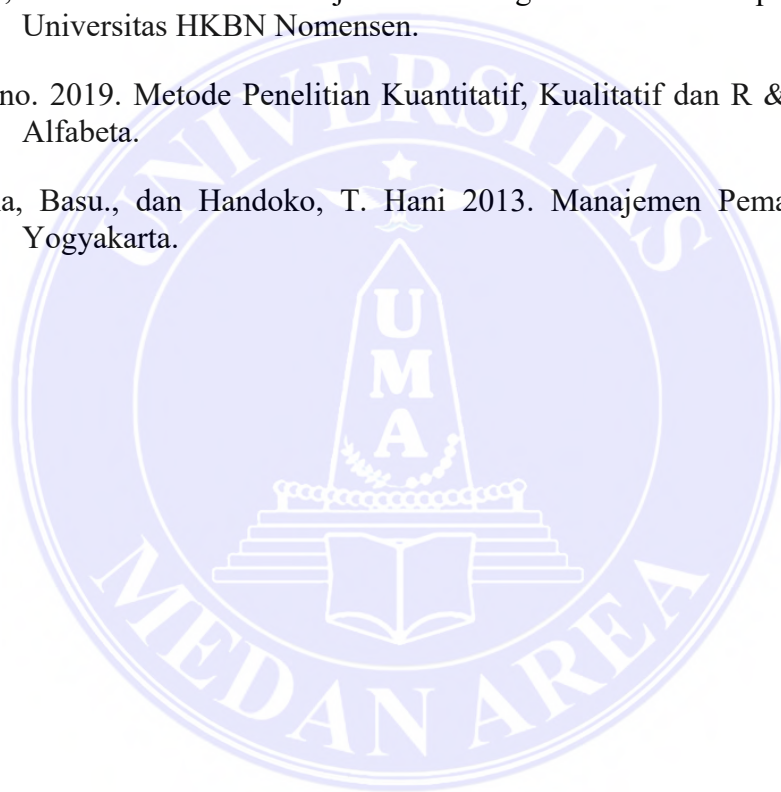 Universitas HKBN Nomensen.
no. 2019. Metode Penelitian Kuantitatif, Kualitatif dan R &
Alfabeta.
a, Basu., dan Handoko, T. Hani 2013. Manajemen Pema
Yogyakarta.
UNIVERSITAS
U
M
A
MEDAN AREA